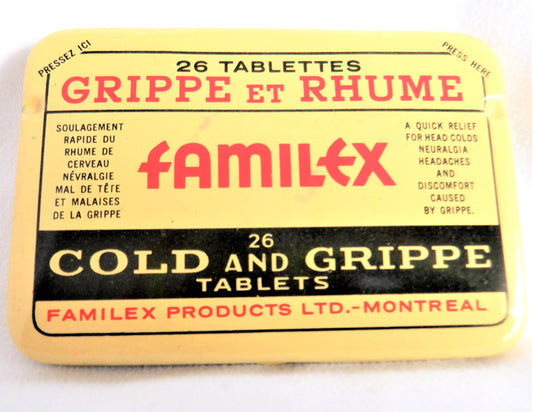 PRESSEZ ICI
PRESS HERE
26 TABLETTES
GRIPPE ET RHUME
SOULAGEMENT
RAPIDE DU
RHUME DE
CERVEAU
NÉVRALGIE
MAL DE TÊTE
ET MALAISES
DE LA GRIPPE
FAMILEX
A QUICK RELIEF
FOR HEAD COLDS
NEURALGIA
HEADACHES
AND
DISCOMFORT
CAUSED
BY GRIPPE.
26
COLD AND GRIPPE
TABLETS
FAMILEX PRODUCTS LTD.-MONTREAL